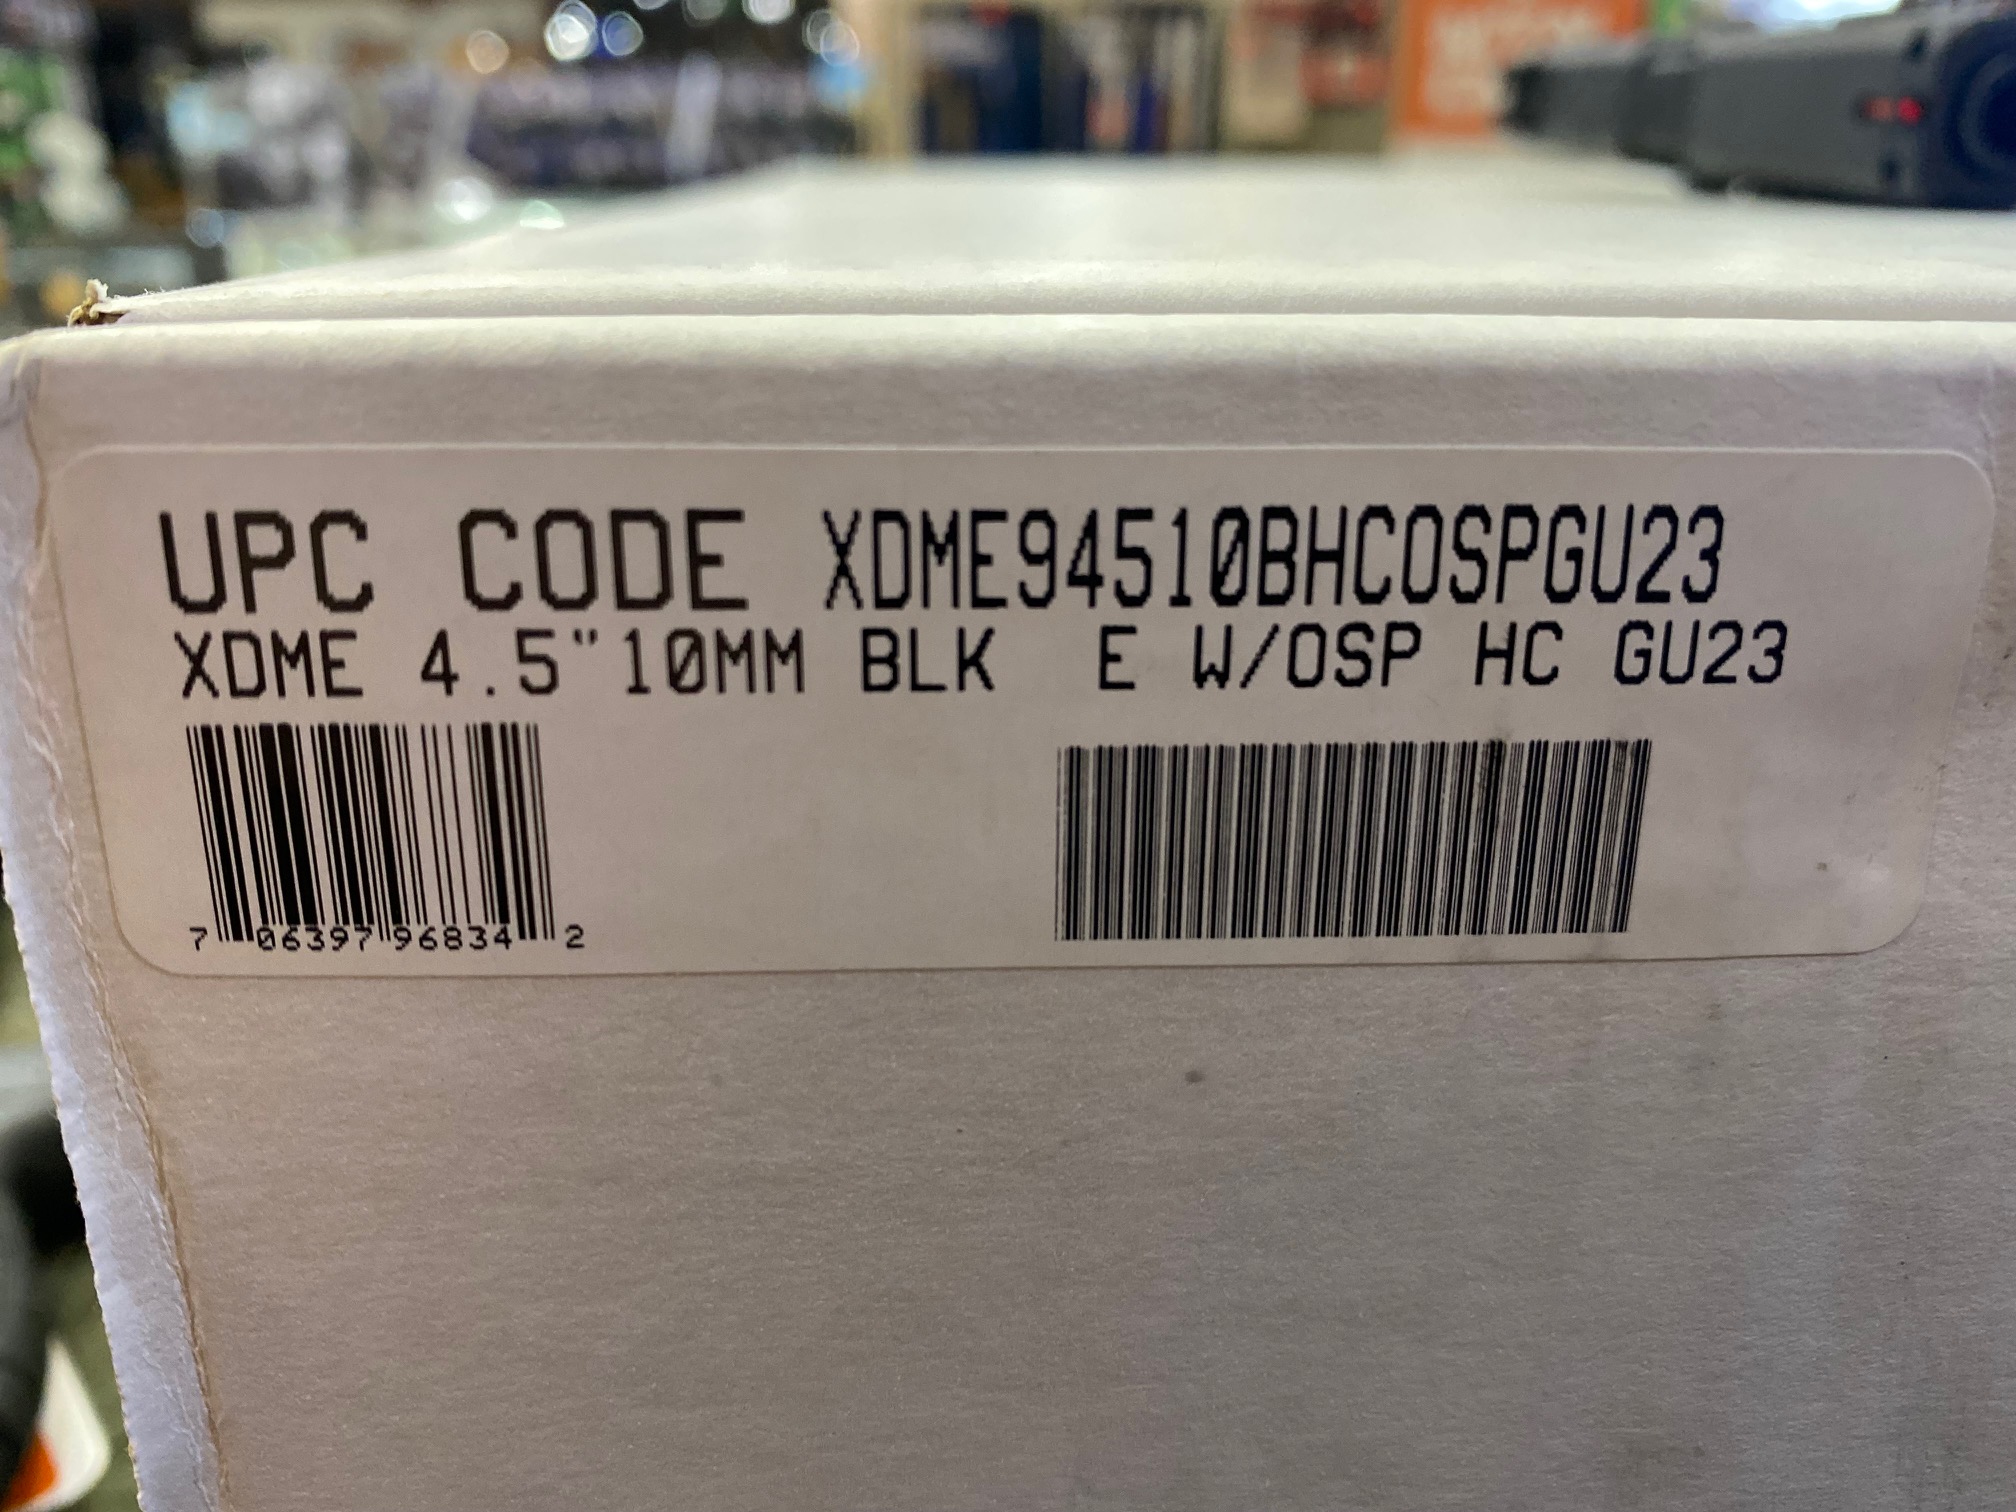 UPC CODE XDME94510BHCOSPGU23
XDME 4.5"10MM BLK  E W/OSP HC GU23
7 06397 96834 2